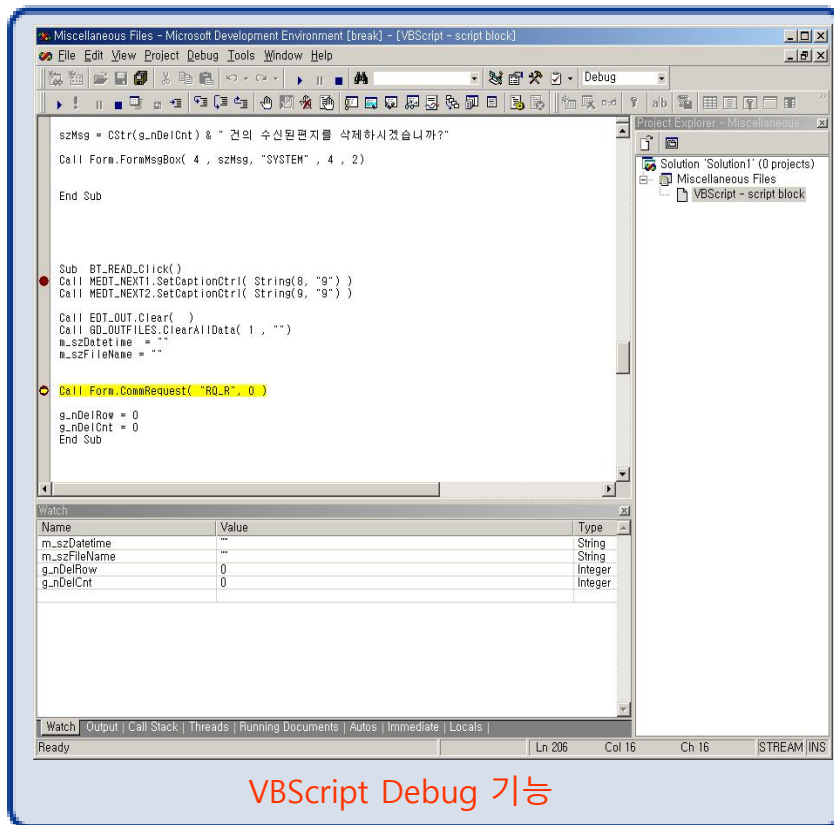 Miscellaneous Files - Microsoft Development Environment [break] - [VBScript - script block]
File Edit View Project Debug Tools Window Help
Debug
szMsg = CStr(g_nDelCnt) & " 건의 수신된편지를 삭제하시겠습니까?"
Call Form.FormMsgBox( 4 , szMsg, "SYSTEM" , 4 , 2)
End Sub
Sub BT_READ_Click()
Call MEDT_NEXT1.SetCaptionCtrl( String(8, "9") )
Call MEDT_NEXT2.SetCaptionCtrl( String(9, "9") )
Call EDT_OUT.Clear( )
Call GD_OUTFILES.ClearAllData( 1 , "")
m_szDatetime = ""
m_szFileName = ""
Call Form.CommRequest( "RQ_R", 0 )
g_nDelRow = 0
g_nDelCnt = 0
End Sub
Project Explorer - Miscellaneous
Solution 'Solution1' (0 projects)
Miscellaneous Files
VBScript - script block
Watch
Name Value Type
m_szDatetime "" String
m_szFileName "" String
g_nDelRow 0 Integer
g_nDelCnt 0 Integer
Watch Output | Call Stack | Threads | Running Documents | Autos | Immediate | Locals |
Ready Ln 206 Col 16 Ch 16 STREAM INS
VBScript Debug 기능